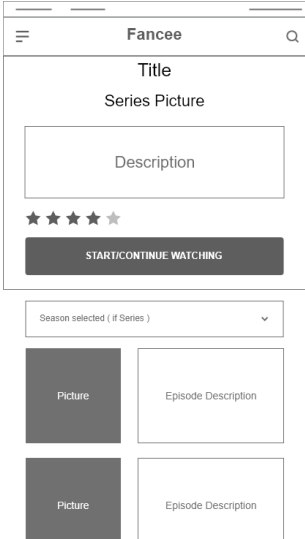 Fancee
Title
Series Picture
Description
START/CONTINUE WATCHING
Season selected ( if Series )
Picture
Episode Description
Picture
Episode Description